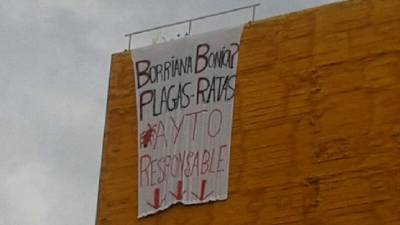 BORRIANA BONICA?
PLAGAS-RATAS
AYTO
RESPONSABLE